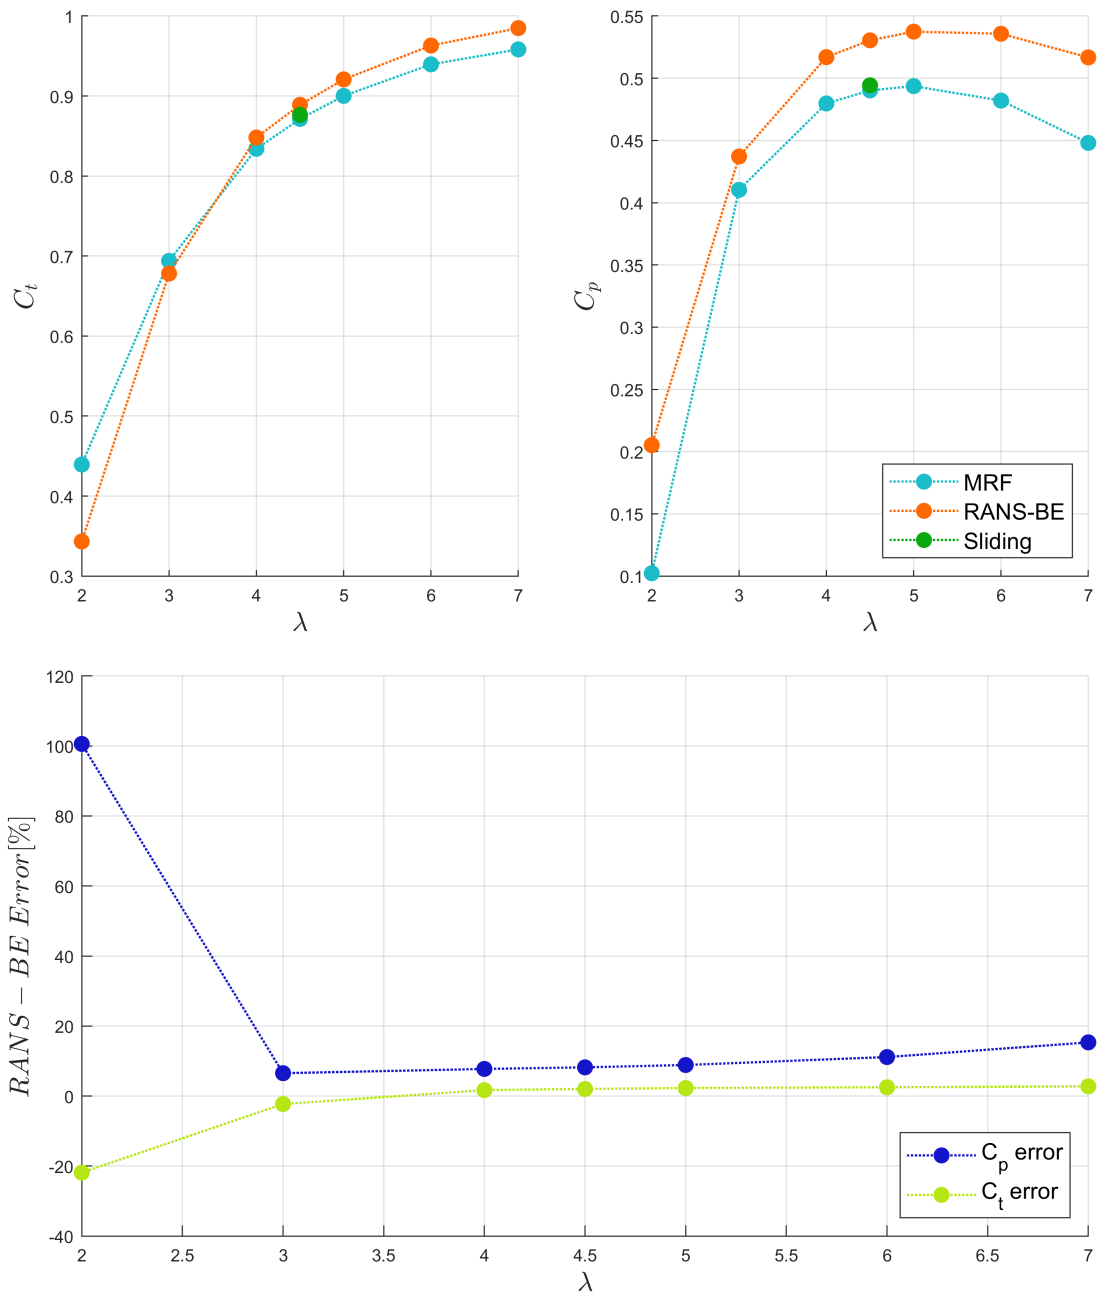 1
0.9
0.8
0.7
0.6
0.5
0.4
0.3
C_t
2 3 4 5 6 7
λ
0.55
0.5
0.45
0.4
0.35
0.3
0.25
0.2
0.15
0.1
C_p
2 3 4 5 6 7
λ
MRF
RANS-BE
Sliding
120
100
80
60
40
20
0
-20
-40
RANS − BE Error[%]
2 2.5 3 3.5 4 4.5 5 5.5 6 6.5 7
λ
C_p error
C_t error